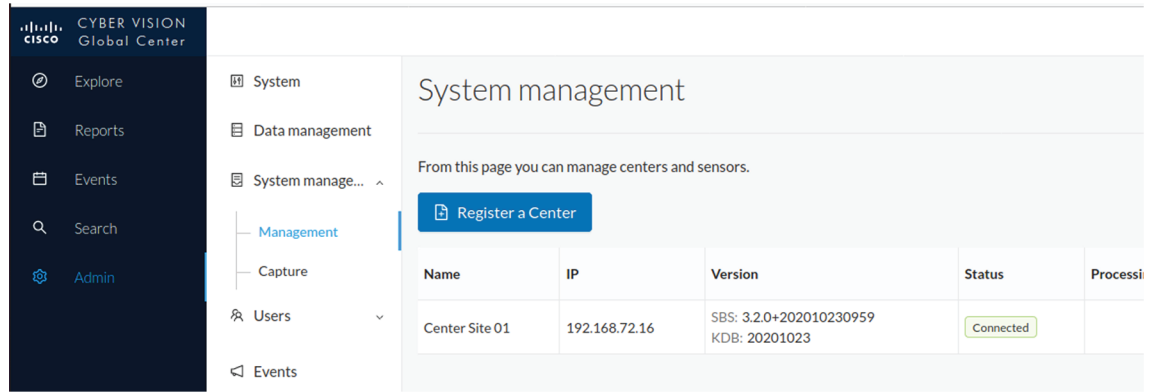 CISCO
CYBER VISION
Global Center
Explore
Reports
Events
Search
Admin
System
Data management
System manage...
Management
Capture
Users
Events
System management
From this page you can manage centers and sensors.
Register a Center
Name IP Version Status Processi
Center Site 01 192.168.72.16 SBS: 3.2.0+202010230959 Connected
KDB: 20201023